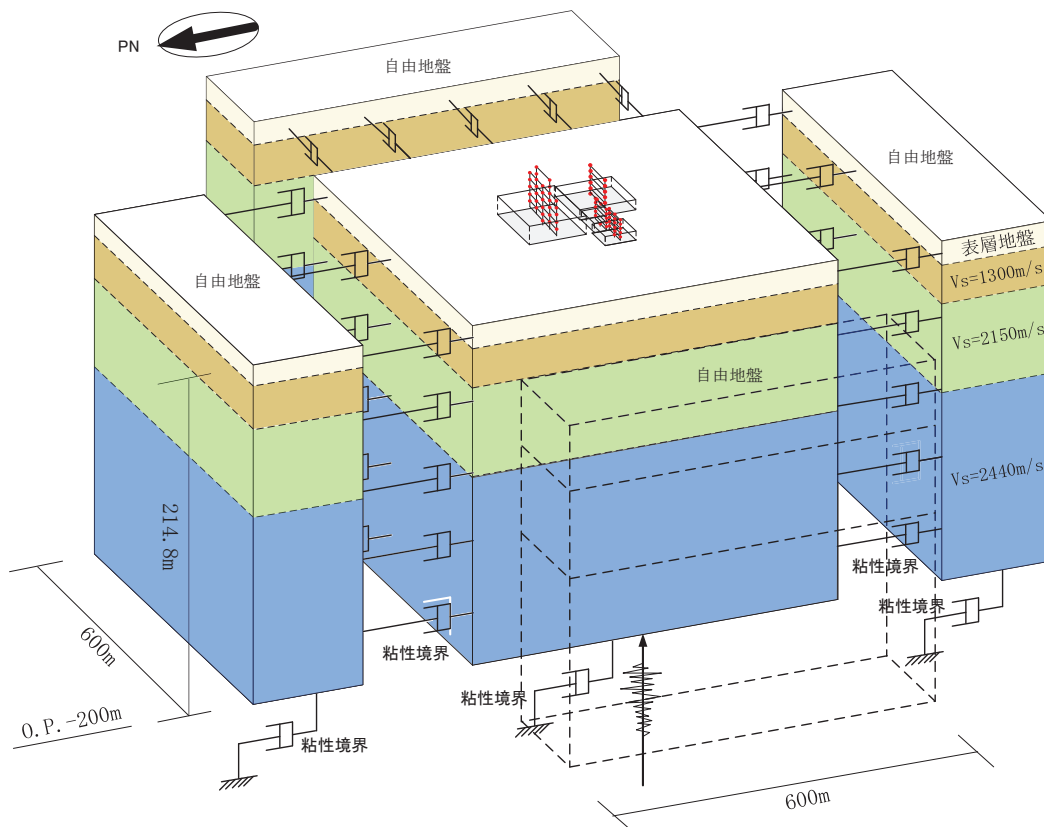 PN
自由地盤
自由地盤
自由地盤
表層地盤
Vs=1300m/s
Vs=2150m/s
自由地盤
Vs=2440m/s
214.8m
粘性境界
粘性境界
粘性境界
粘性境界
粘性境界
600m
O.P.-200m
600m